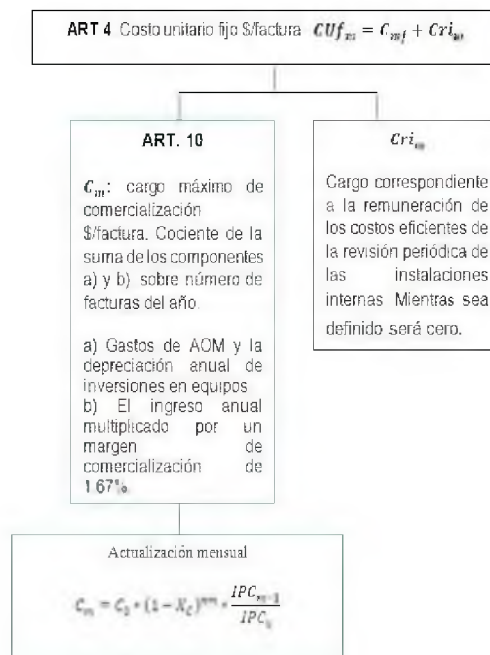 ART 4 Costo unitario fijo $/factura CUf_m = C_mf + Cri_m
ART. 10
C_m: cargo máximo de
comercialización
$/factura. Cociente de la
suma de los componentes
a) y b) sobre número de
facturas del año.
a) Gastos de AOM y la
depreciación anual de
inversiones en equipos
b) El ingreso anual
multiplicado por un
margen de
comercialización de
1.67%
Cri_m
Cargo correspondiente
a la remuneración de
los costos eficientes de
la revisión periódica de
las instalaciones
internas Mientras sea
definido será cero.
Actualización mensual
C_m = C_0 * (1 - X_C)^nm * IPC_m-1 / IPC_0